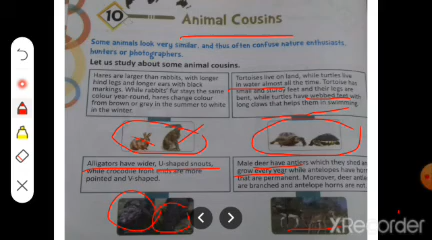 10
Animal Cousins
Some animals look very similar, and thus often confuse nature enthusiasts,
hunters or photographers.
Let us study about some animal cousins.
Hares are larger than rabbits, with longer
hind legs and longer ears with black
markings. While rabbits' fur stays the same
colour year-round, hares change colour
from brown or grey in the summer to white
in the winter.
Tortoises live on land, while turtles live
in water almost all the time. Tortoise has
small and sturdy feet and their legs are
bent, while turtles have webbed feet with
long claws that helps them in swimming
Alligators have wider, U-shaped snouts,
while crocodile front ends are more
pointed and V-shaped.
Male deer have antlers which they shed and
grow every year while antelopes have horns
that are permanent. Moreover, deer antlers
are branched and antelope horns are not.
XRecorder